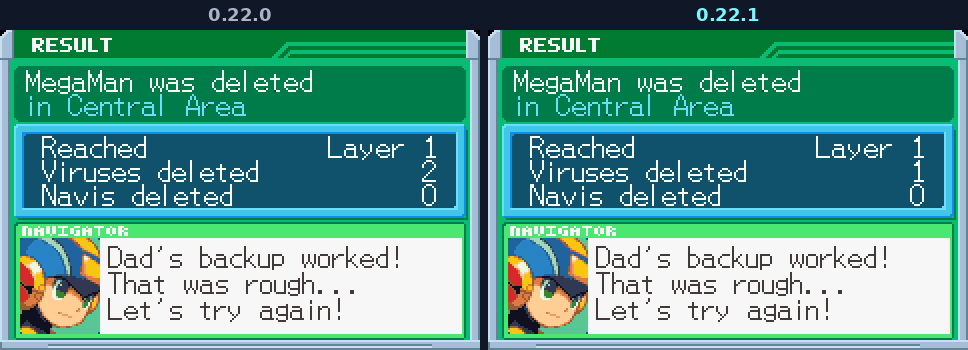 0.22.0
RESULT
MegaMan was deleted
in Central Area
Reached Layer 1
Viruses deleted 2
Navis deleted 0
NAVIGATOR
Dad's backup worked!
That was rough...
Let's try again!
0.22.1
RESULT
MegaMan was deleted
in Central Area
Reached Layer 1
Viruses deleted 1
Navis deleted 0
NAVIGATOR
Dad's backup worked!
That was rough...
Let's try again!